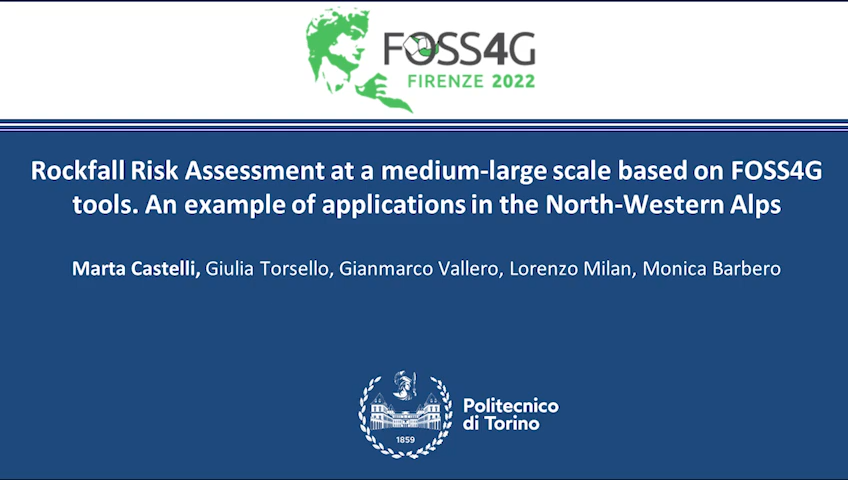 FOSS4G
FIRENZE 2022
Rockfall Risk Assessment at a medium-large scale based on FOSS4G
tools. An example of applications in the North-Western Alps
Marta Castelli, Giulia Torsello, Gianmarco Vallero, Lorenzo Milan, Monica Barbero
Politecnico
di Torino
1859